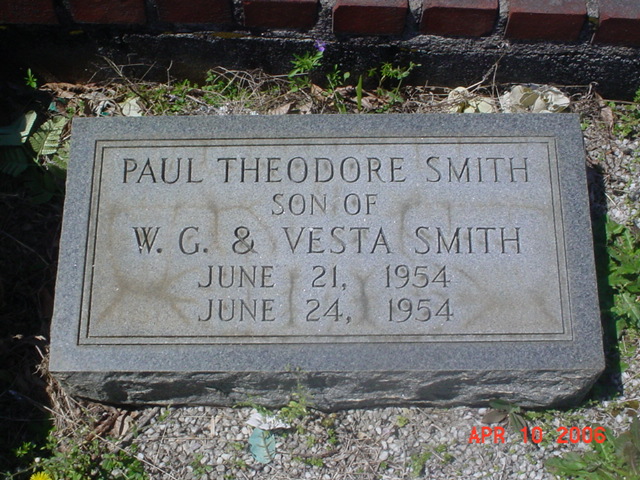 PAUL THEODORE SMITH
SON OF
W. G. & VESTA SMITH
JUNE 21, 1954
JUNE 24, 1954
APR 10 2006